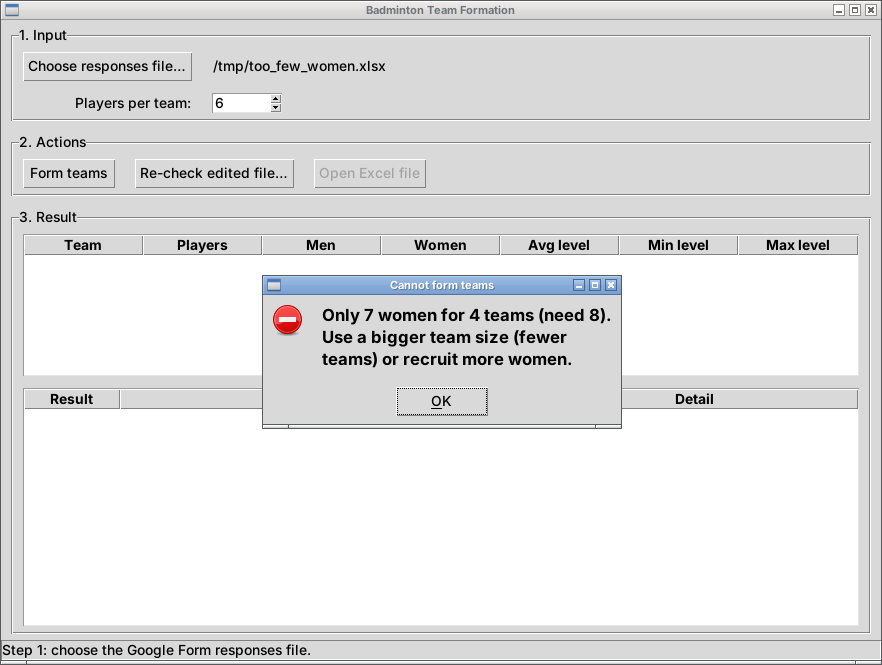 Badminton Team Formation
1. Input
Choose responses file... /tmp/too_few_women.xlsx
Players per team: 6
2. Actions
Form teams Re-check edited file... Open Excel file
3. Result
Team Players Men Women Avg level Min level Max level
Cannot form teams
Only 7 women for 4 teams (need 8).
Use a bigger team size (fewer
teams) or recruit more women.
OK
Result Detail
Step 1: choose the Google Form responses file.